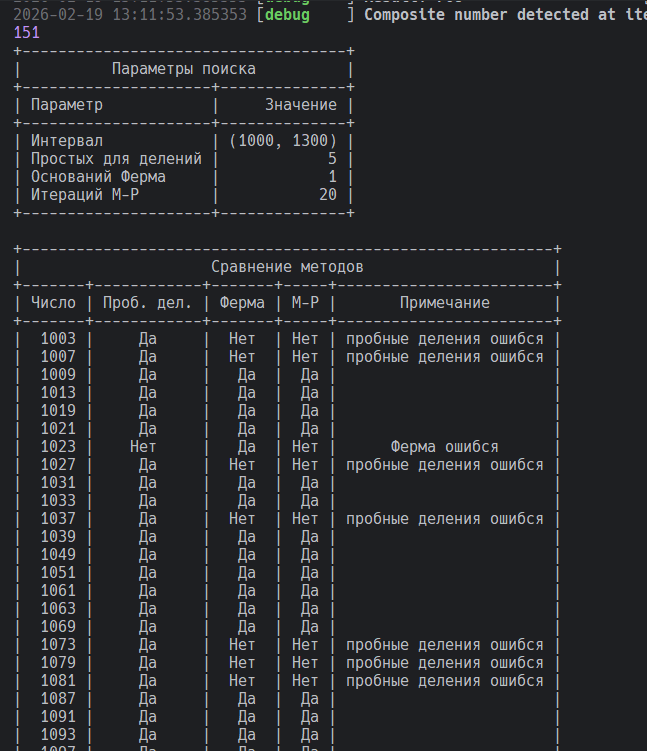 2026-02-19 13:11:53.385353 [debug    ] Composite number detected at ite
151
+-------------------------------------+
|          Параметры поиска          |
+---------------------+--------------+
| Параметр            |     Значение |
+---------------------+--------------+
| Интервал            | (1000, 1300) |
| Простых для делений |            5 |
| Оснований Ферма     |            1 |
| Итераций М-Р        |           20 |
+---------------------+--------------+
+-----------------------------------------------------------+
|                     Сравнение методов                     |
+-------+------------+-------+-----+------------------------+
| Число | Проб. дел. | Ферма | М-Р |       Примечание       |
+-------+------------+-------+-----+------------------------+
|  1003 |     Да     |  Нет  | Нет | пробные деления ошибся |
|  1007 |     Да     |  Нет  | Нет | пробные деления ошибся |
|  1009 |     Да     |   Да  |  Да |                        |
|  1013 |     Да     |   Да  |  Да |                        |
|  1019 |     Да     |   Да  |  Да |                        |
|  1021 |     Да     |   Да  |  Да |                        |
|  1023 |    Нет     |   Да  | Нет |     Ферма ошибся       |
|  1027 |     Да     |  Нет  | Нет | пробные деления ошибся |
|  1031 |     Да     |   Да  |  Да |                        |
|  1033 |     Да     |   Да  |  Да |                        |
|  1037 |     Да     |  Нет  | Нет | пробные деления ошибся |
|  1039 |     Да     |   Да  |  Да |                        |
|  1049 |     Да     |   Да  |  Да |                        |
|  1051 |     Да     |   Да  |  Да |                        |
|  1061 |     Да     |   Да  |  Да |                        |
|  1063 |     Да     |   Да  |  Да |                        |
|  1069 |     Да     |   Да  |  Да |                        |
|  1073 |     Да     |  Нет  | Нет | пробные деления ошибся |
|  1079 |     Да     |  Нет  | Нет | пробные деления ошибся |
|  1081 |     Да     |  Нет  | Нет | пробные деления ошибся |
|  1087 |     Да     |   Да  |  Да |                        |
|  1091 |     Да     |   Да  |  Да |                        |
|  1093 |     Да     |   Да  |  Да |                        |